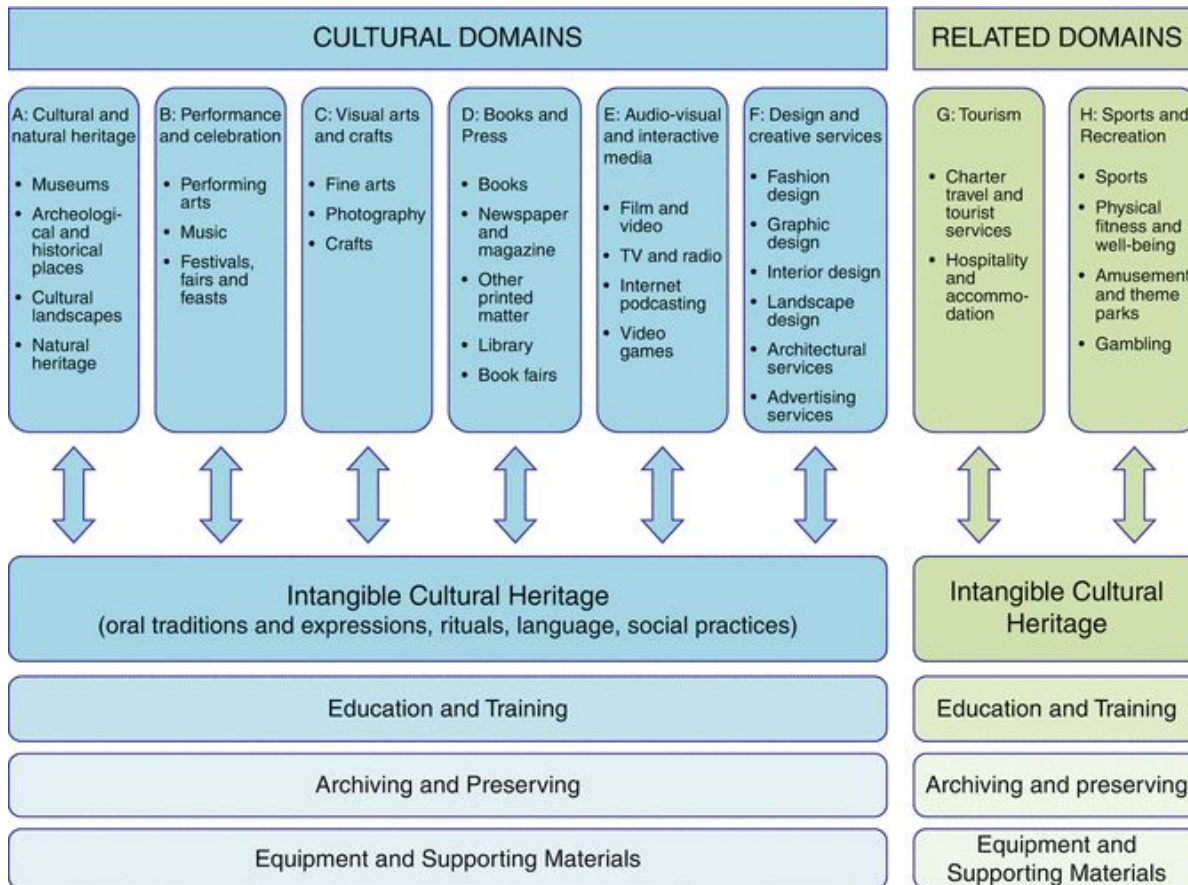 CULTURAL DOMAINS
RELATED DOMAINS
A: Cultural and
natural heritage
• Museums
• Archeologi-
cal and
historical
places
• Cultural
landscapes
• Natural
heritage
B: Performance
and celebration
• Performing
arts
• Music
• Festivals,
fairs and
feasts
C: Visual arts
and crafts
• Fine arts
• Photography
• Crafts
D: Books and
Press
• Books
• Newspaper
and
magazine
• Other
printed
matter
• Library
• Book fairs
E: Audio-visual
and interactive
media
• Film and
video
• TV and radio
• Internet
podcasting
• Video
games
F: Design and
creative services
• Fashion
design
• Graphic
design
• Interior design
• Landscape
design
• Architectural
services
• Advertising
services
G: Tourism
• Charter
travel and
tourist
services
• Hospitality
and
accommo-
dation
H: Sports and
Recreation
• Sports
• Physical
fitness and
well-being
• Amusement
and theme
parks
• Gambling
Intangible Cultural Heritage
(oral traditions and expressions, rituals, language, social practices)
Intangible Cultural
Heritage
Education and Training
Education and Training
Archiving and Preserving
Archiving and preserving
Equipment and Supporting Materials
Equipment and
Supporting Materials